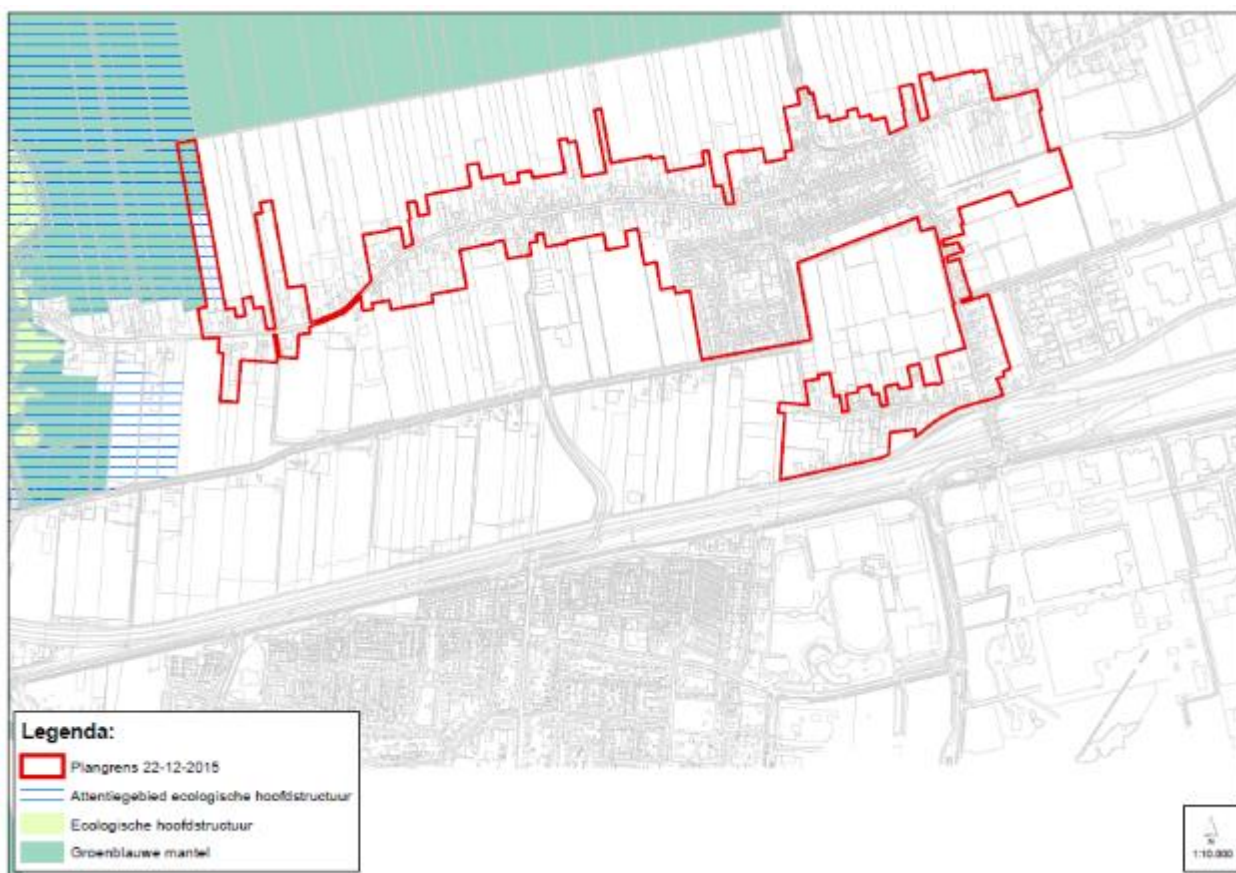 Legenda:
Plangrens 22-12-2015
Attentiegebied ecologische hoofdstructuur
Ecologische hoofdstructuur
Groenblauwe mantel
N
1:10.000